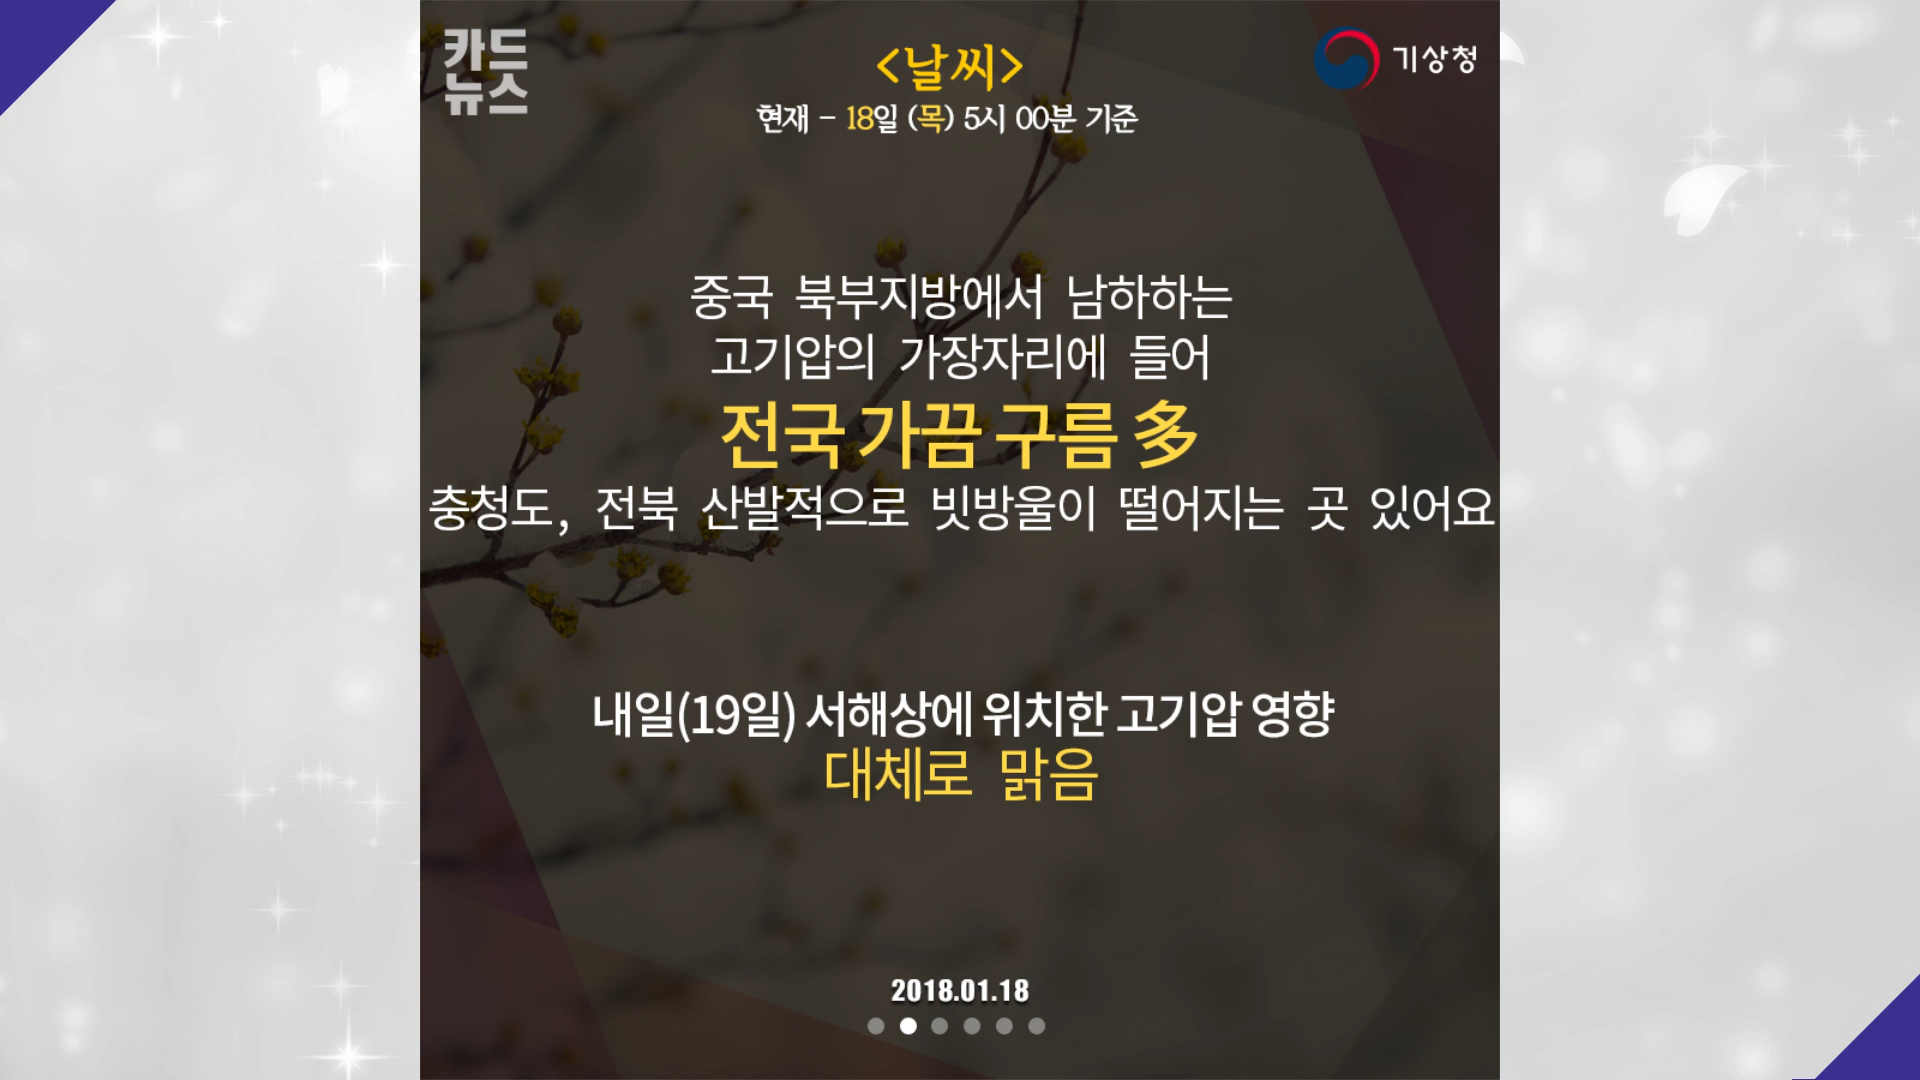 카드
뉴스
<날씨>
기상청
현재 - 18일 (목) 5시 00분 기준
중국 북부지방에서 남하하는
고기압의 가장자리에 들어
전국 가끔 구름 多
충청도, 전북 산발적으로 빗방울이 떨어지는 곳 있어요
내일(19일) 서해상에 위치한 고기압 영향
대체로 맑음
2018.01.18